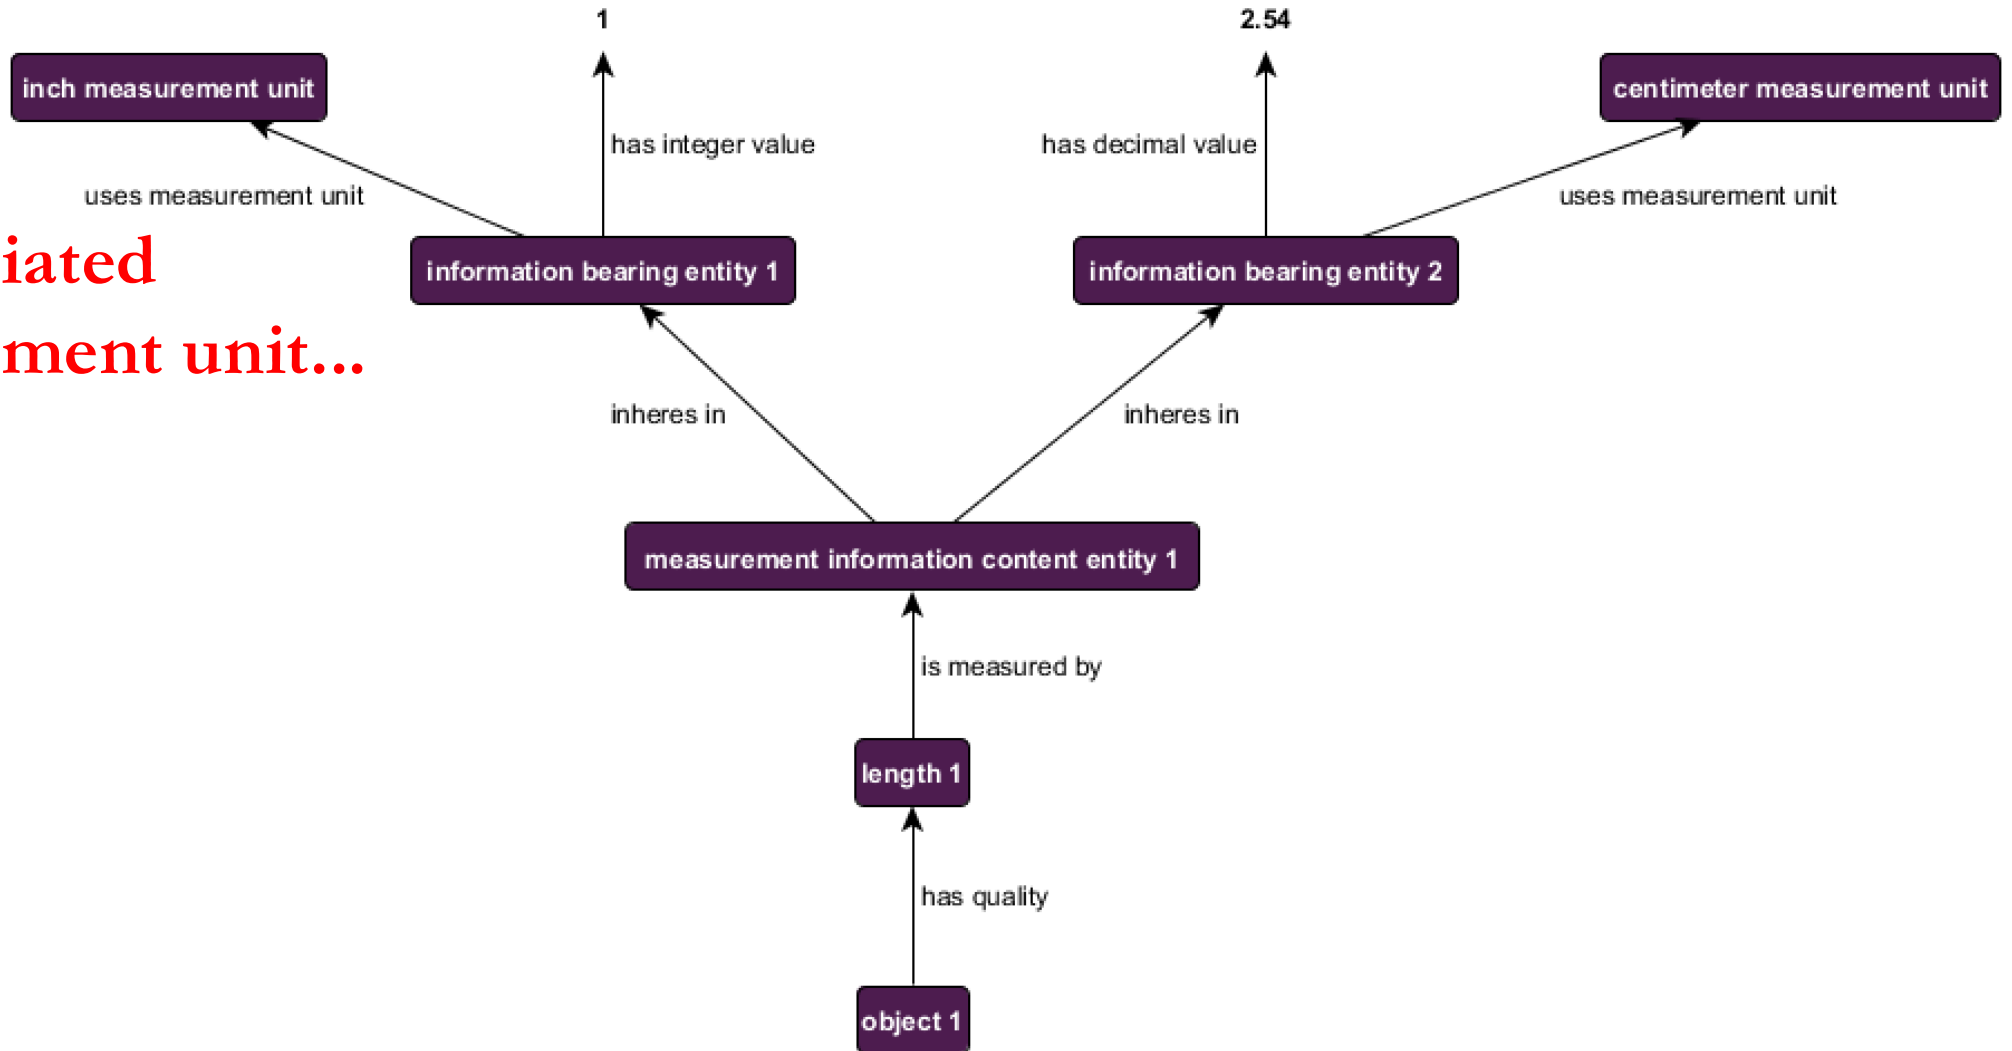 1
2.54
inch measurement unit
centimeter measurement unit
has integer value
has decimal value
uses measurement unit
uses measurement unit
iated
ment unit...
information bearing entity 1
information bearing entity 2
inheres in
inheres in
measurement information content entity 1
is measured by
length 1
has quality
object 1